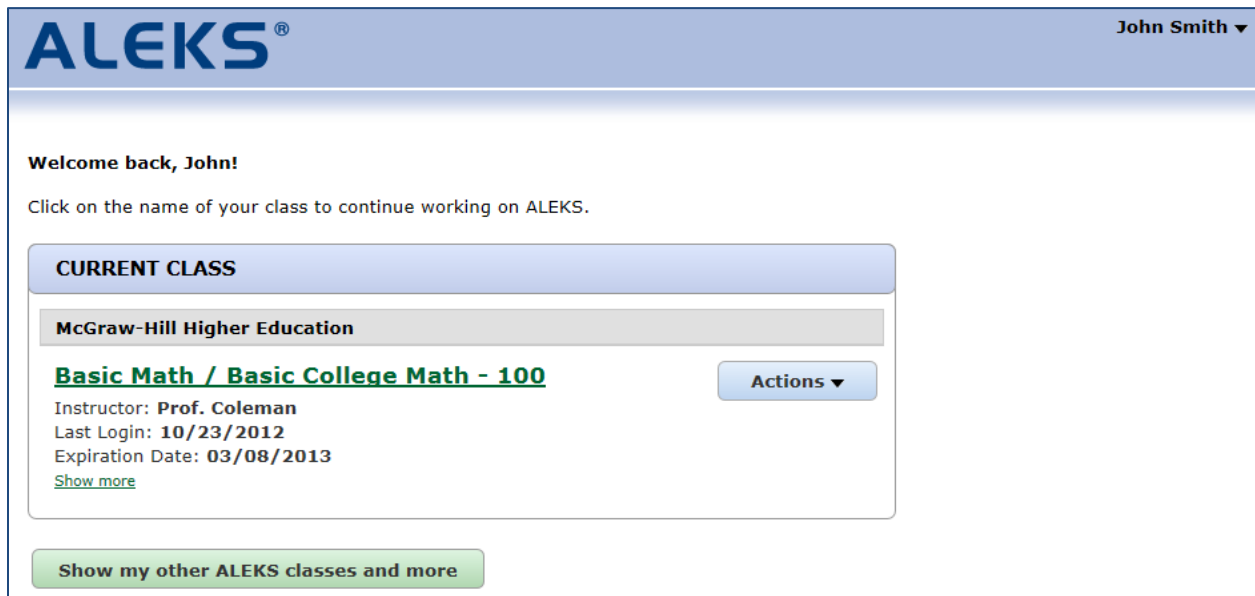 ALEKS®
John Smith ▼
Welcome back, John!
Click on the name of your class to continue working on ALEKS.
CURRENT CLASS
McGraw-Hill Higher Education
Basic Math / Basic College Math - 100
Actions ▼
Instructor: Prof. Coleman
Last Login: 10/23/2012
Expiration Date: 03/08/2013
Show more
Show my other ALEKS classes and more